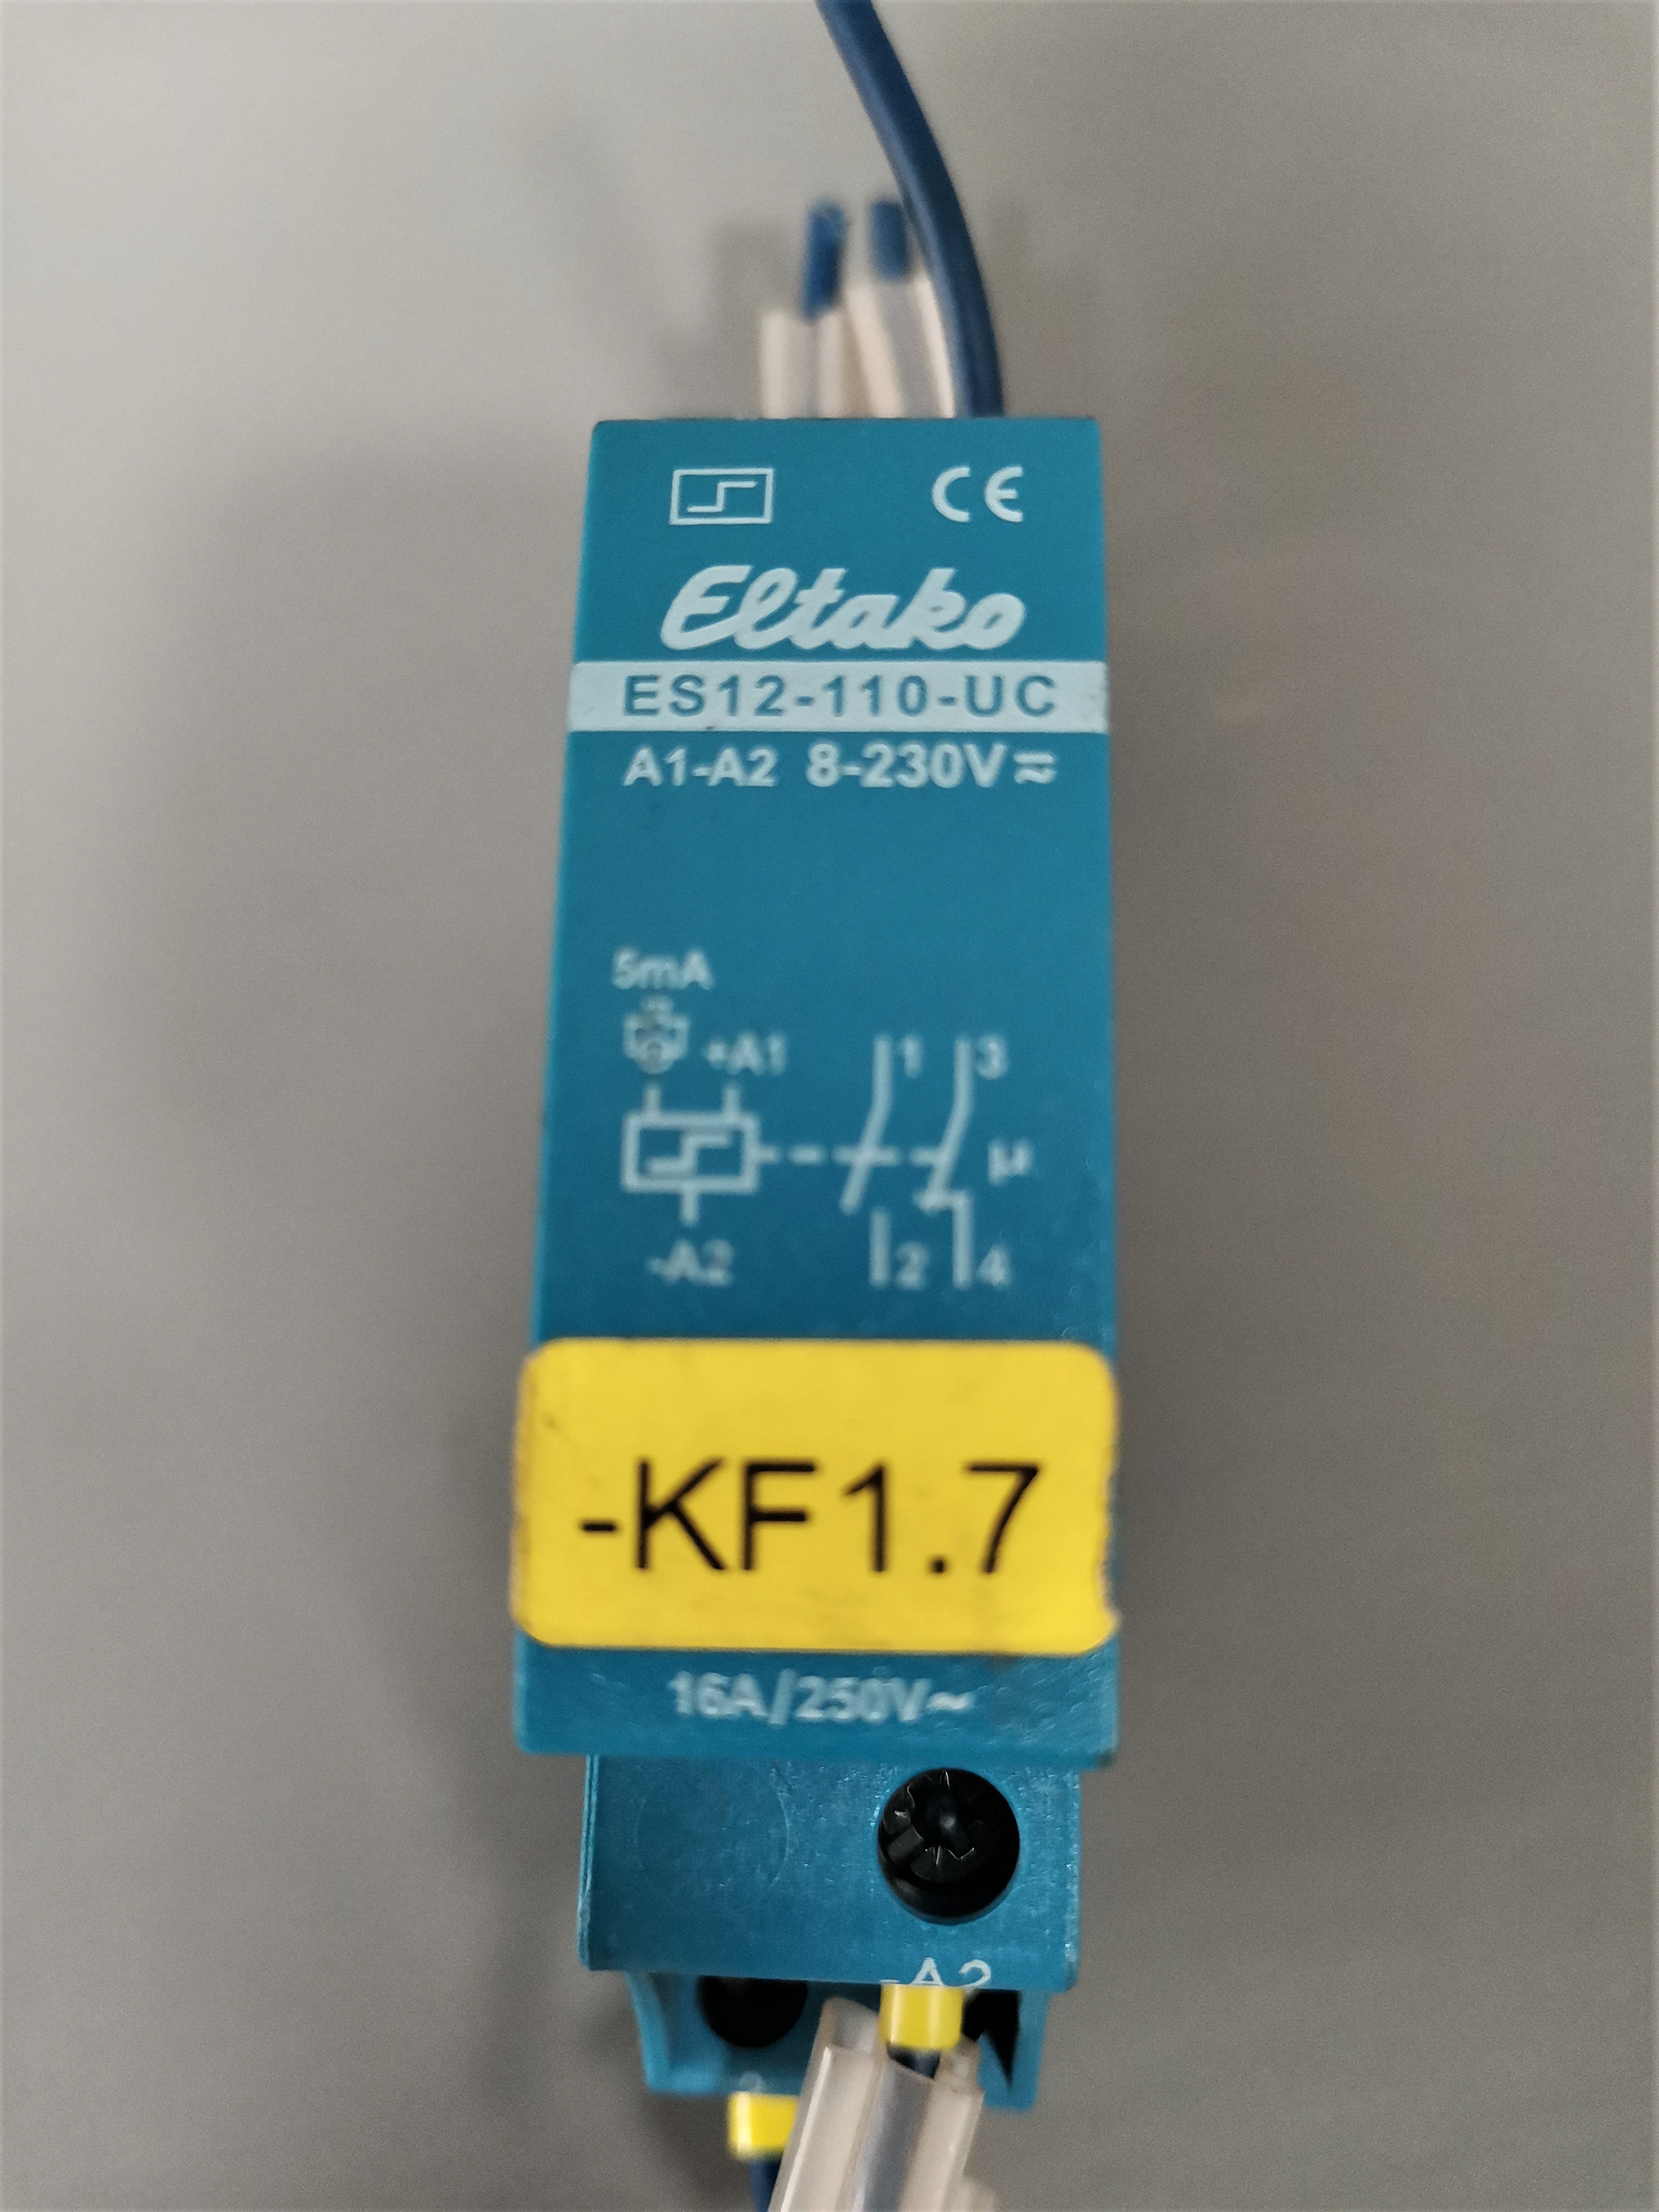 CE
Eltako
ES12-110-UC
A1-A2 8-230V≂
5mA
+A1 1 3
µ
-A2 2 4
-KF1.7
16A/250V~
-A2